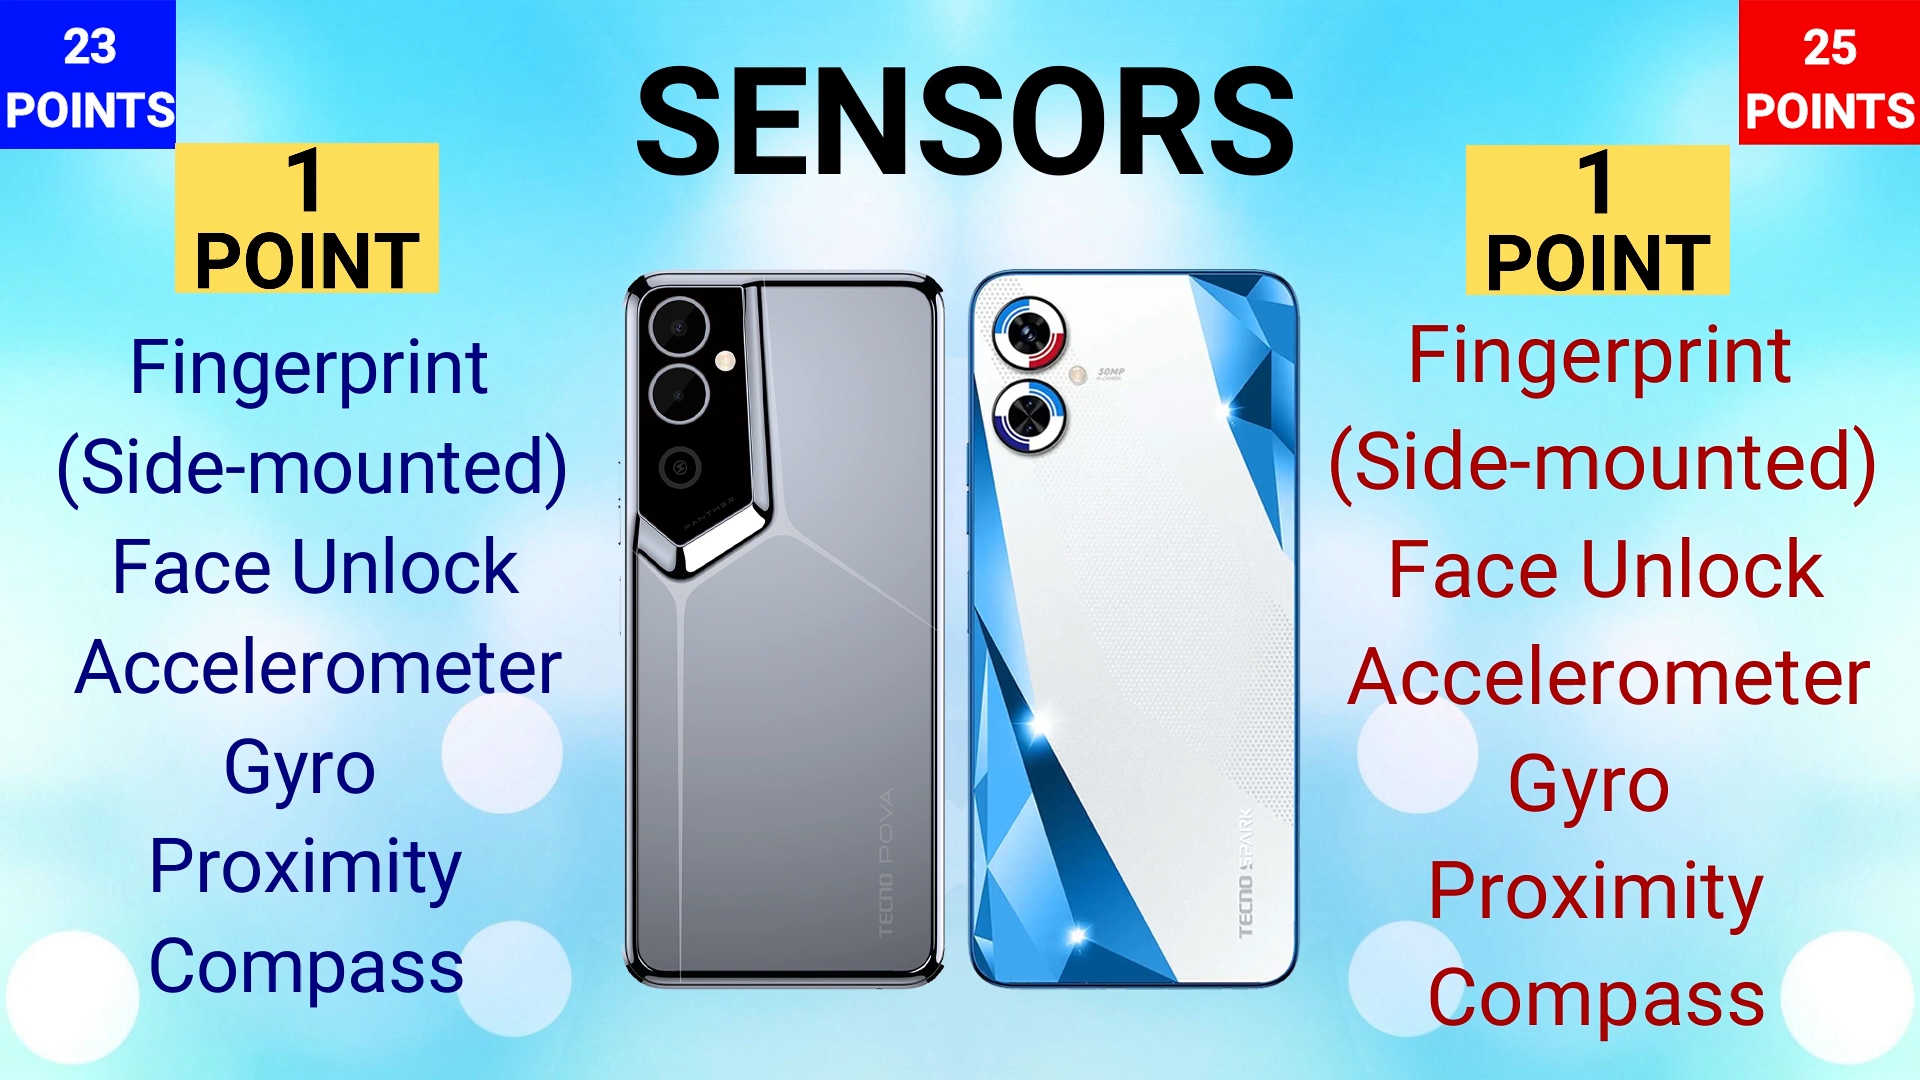 23
POINTS
25
POINTS
SENSORS
1
POINT
1
POINT
Fingerprint
(Side-mounted)
Face Unlock
Accelerometer
Gyro
Proximity
Compass
PANTHER
TECNO POVA
50MP
TECNO SPARK
Fingerprint
(Side-mounted)
Face Unlock
Accelerometer
Gyro
Proximity
Compass